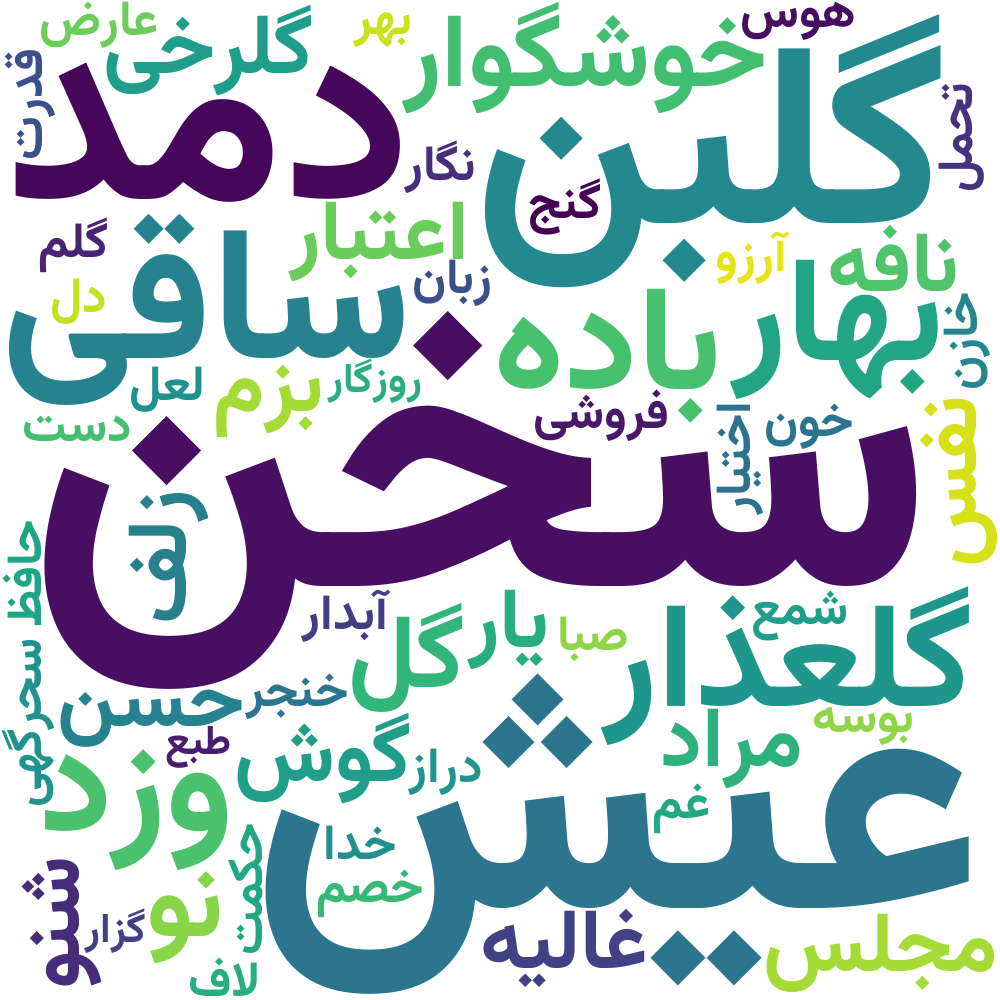 هوس
بهر
عارض
خوشگوار
گلرخی
قدرت
دمد
گلبن
تحمل
نگار
گنج
اعتبار
گلم
نافه
آرزو
زبان
دل
ساقی
بهار
خازن
باده
روزگار
بزم
لعل
فروشی
دست
اختیار
خون
نفس
سخن
زلف
حافظ
آبدار
یار
صبا
شمع
گلعذار
گل
خنجر
حسن
سحرگهی
بوسه
طبع
مراد
گوش
دراز
وزد
غم
عیش
خدا
حکمت
خصم
شنو
نو
گزار
غالیه
مجلس
لاف